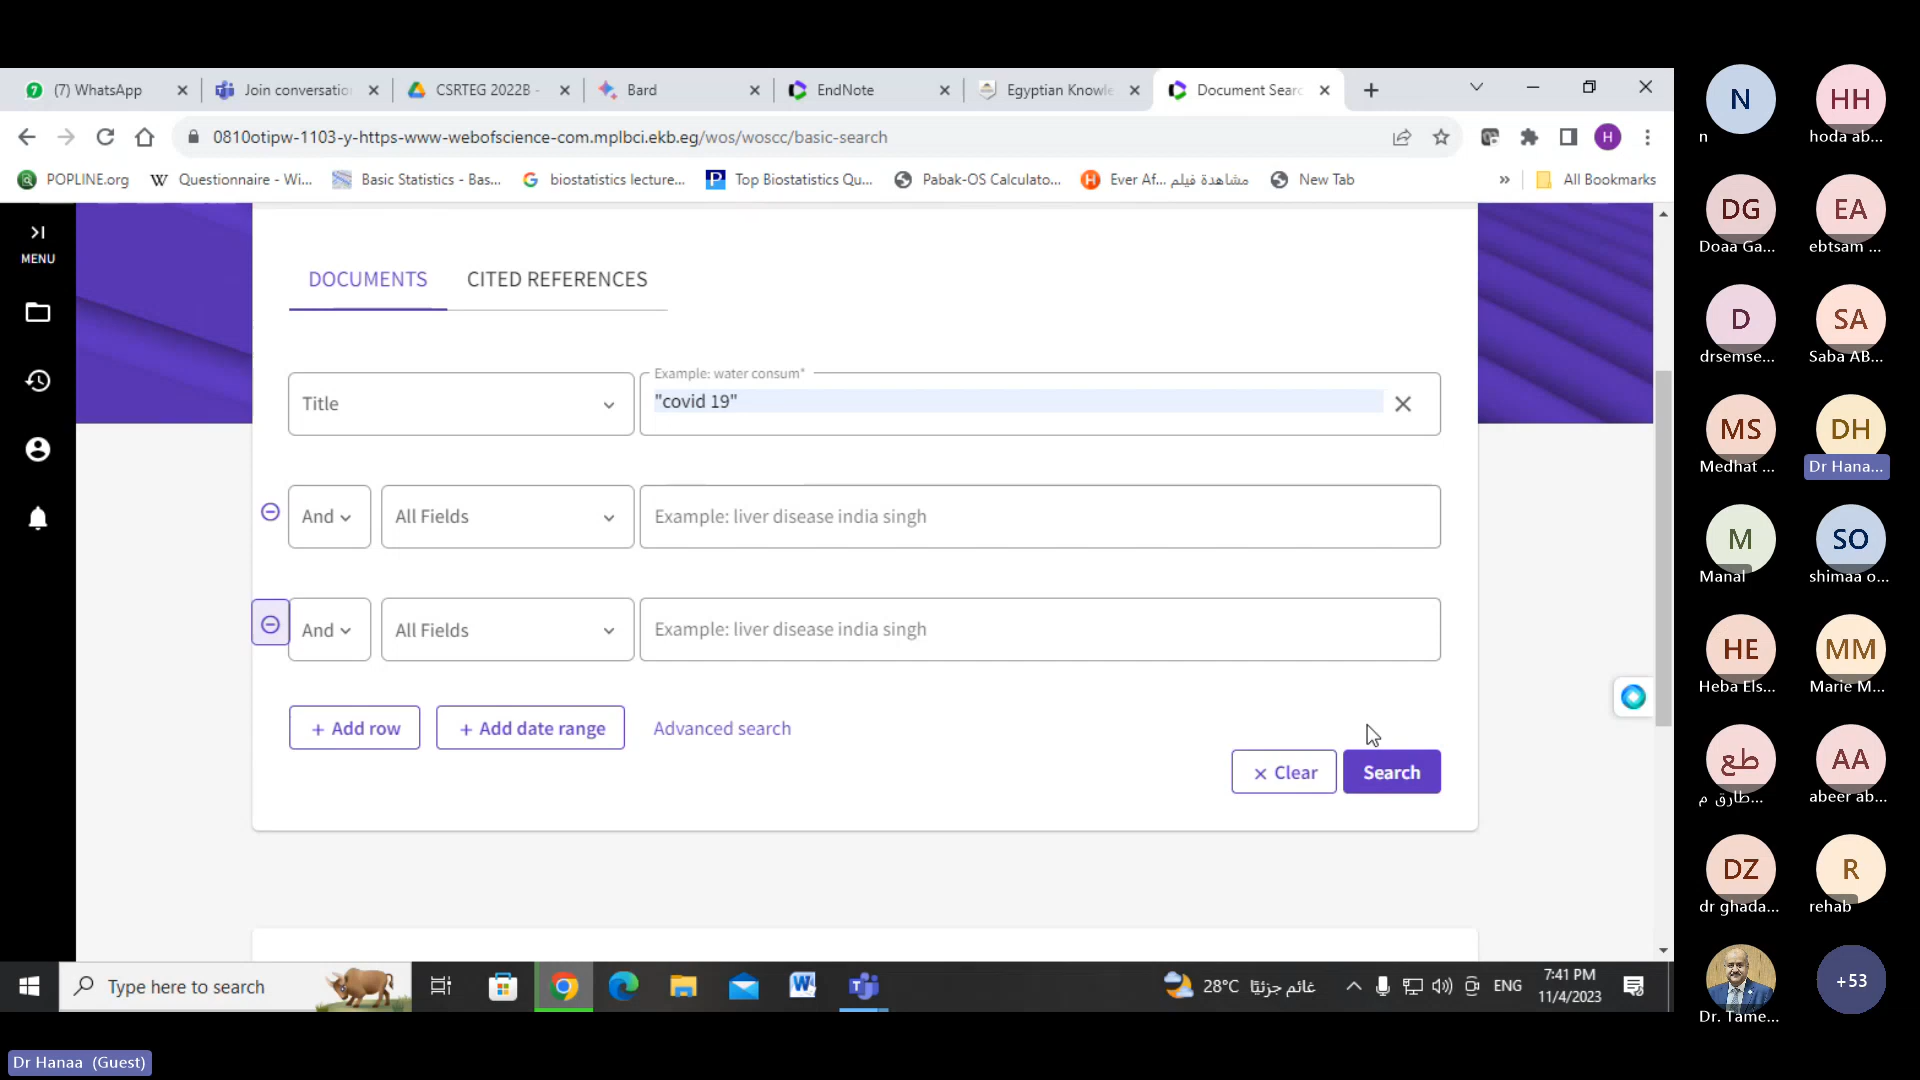 (7) WhatsApp
Join conversatio
CSRTEG 2022B -
Bard
EndNote
Egyptian Knowle
Document Searc
0810otipw-1103-y-https-www-webofscience-com.mplbci.ekb.eg/wos/woscc/basic-search
H
POPLINE.org
Questionnaire - Wi...
Basic Statistics - Bas...
biostatistics lecture...
Top Biostatistics Qu...
Pabak-OS Calculato...
Ever Af... مشاهدة فيلم
New Tab
»
All Bookmarks
MENU
DOCUMENTS
CITED REFERENCES
Title
Example: water consum*
"covid 19"
And
All Fields
Example: liver disease india singh
And
All Fields
Example: liver disease india singh
+ Add row
+ Add date range
Advanced search
× Clear
Search
Type here to search
28°C غائم جزئيًا
ENG
7:41 PM
11/4/2023
Dr Hanaa (Guest)
N
n
HH
hoda ab...
DG
Doaa Ga...
EA
ebtsam ...
D
drsemse...
SA
Saba AB...
MS
Medhat ...
DH
Dr Hana...
M
Manal
SO
shimaa o...
HE
Heba Els...
MM
Marie M...
طع
طارق م...
AA
abeer ab...
DZ
dr ghada...
R
rehab
Dr. Tame...
+53